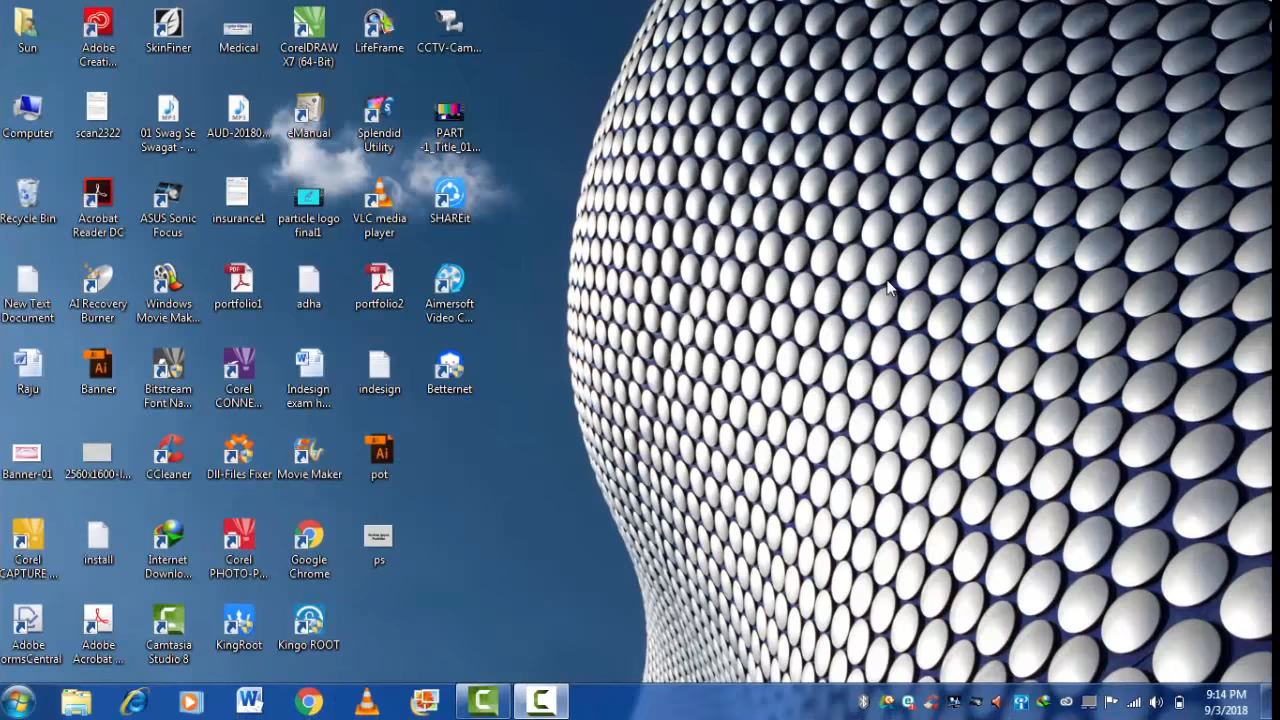 Sun
Adobe
Creati...
SkinFiner
Medical
CorelDRAW
X7 (64-Bit)
LifeFrame
CCTV-Cam...
Computer
scan2322
01 Swag Se
Swagat - ...
AUD-20180...
eManual
Splendid
Utility
PART
-1_Title_01...
Recycle Bin
Acrobat
Reader DC
ASUS Sonic
Focus
insurance1
particle logo
final1
VLC media
player
SHAREit
New Text
Document
AI Recovery
Burner
Windows
Movie Mak...
portfolio1
adha
portfolio2
Aimersoft
Video C...
Raju
Banner
Bitstream
Font Na...
Corel
CONNE...
Indesign
exam h...
indesign
Betternet
Banner-01
2560x1600-l...
CCleaner
Dll-Files Fixer
Movie Maker
pot
Corel
CAPTURE ...
install
Internet
Downlo...
Corel
PHOTO-P...
Google
Chrome
ps
Adobe
ormsCentral
Adobe
Acrobat ...
Camtasia
Studio 8
KingRoot
Kingo ROOT
9:14 PM
9/3/2018